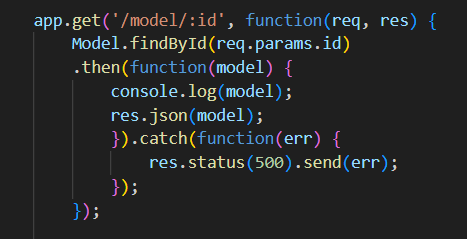 app.get('/model/:id', function(req, res) {
Model.findById(req.params.id)
.then(function(model) {
console.log(model);
res.json(model);
}).catch(function(err) {
res.status(500).send(err);
});
});